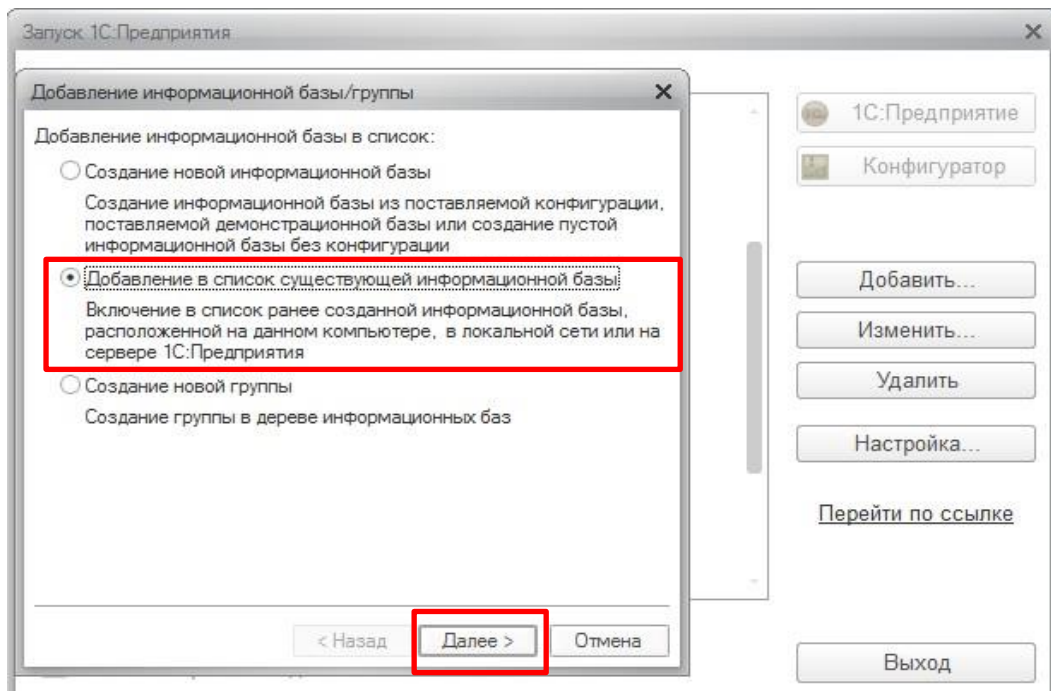 Запуск 1С:Предприятия
Добавление информационной базы/группы
Добавление информационной базы в список:
Создание новой информационной базы
Создание информационной базы из поставляемой конфигурации,
поставляемой демонстрационной базы или создание пустой
информационной базы без конфигурации
Добавление в список существующей информационной базы
Включение в список ранее созданной информационной базы,
расположенной на данном компьютере, в локальной сети или на
сервере 1С:Предприятия
Создание новой группы
Создание группы в дереве информационных баз
< Назад
Далее >
Отмена
1С:Предприятие
Конфигуратор
Добавить...
Изменить...
Удалить
Настройка...
Перейти по ссылке
Выход